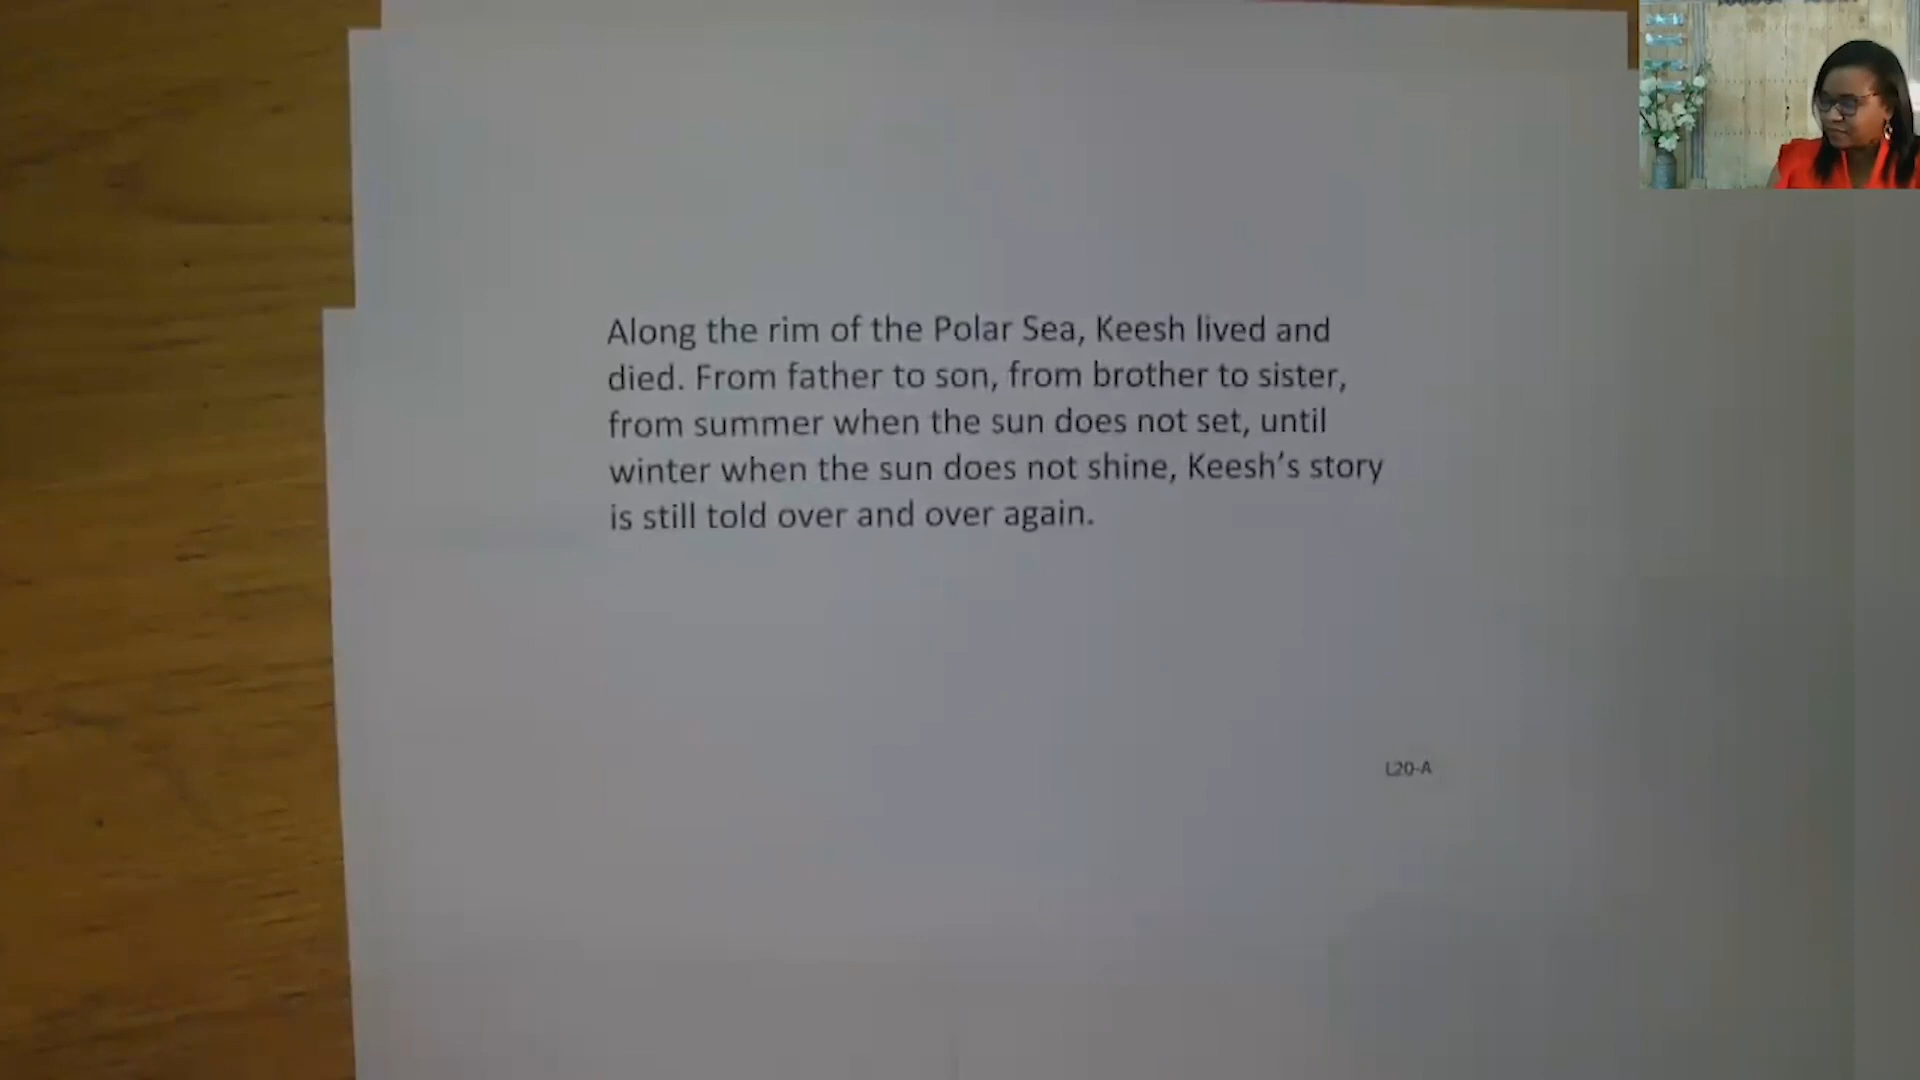 Along the rim of the Polar Sea, Keesh lived and
died. From father to son, from brother to sister,
from summer when the sun does not set, until
winter when the sun does not shine, Keesh’s story
is still told over and over again.
L20-A